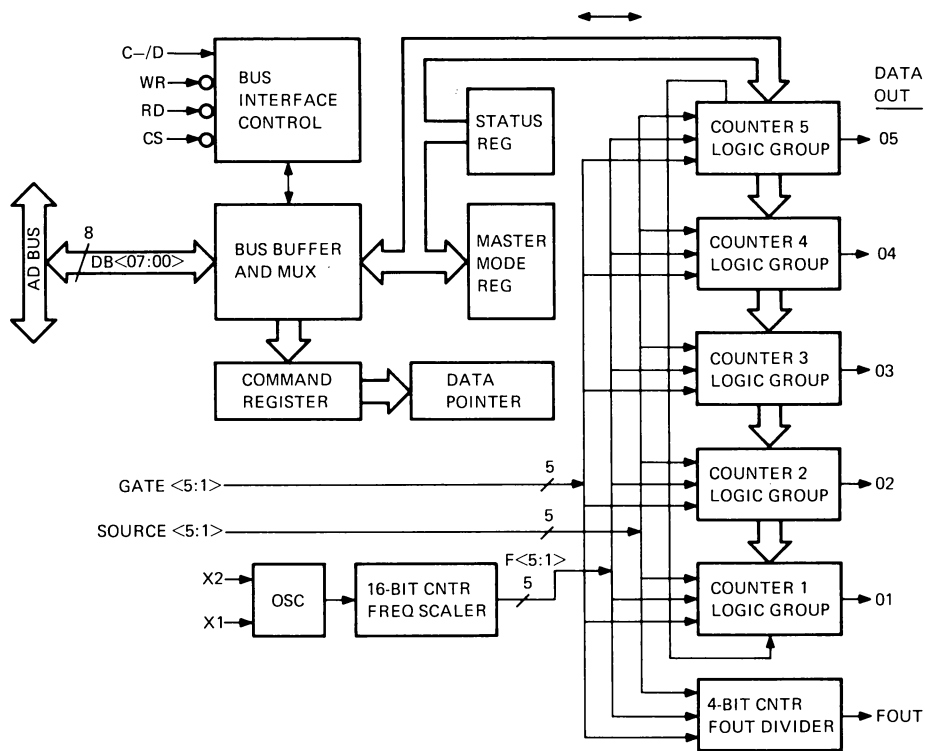 C-/D
WR
RD
CS
BUS
INTERFACE
CONTROL
STATUS
REG
DATA
OUT
COUNTER 5
LOGIC GROUP
05
AD BUS
8
DB<07:00>
BUS BUFFER
AND MUX
MASTER
MODE
REG
COUNTER 4
LOGIC GROUP
04
COMMAND
REGISTER
DATA
POINTER
COUNTER 3
LOGIC GROUP
03
GATE <5:1>
5
COUNTER 2
LOGIC GROUP
02
SOURCE <5:1>
5
X2
X1
OSC
16-BIT CNTR
FREQ SCALER
F<5:1>
5
COUNTER 1
LOGIC GROUP
01
4-BIT CNTR
FOUT DIVIDER
FOUT